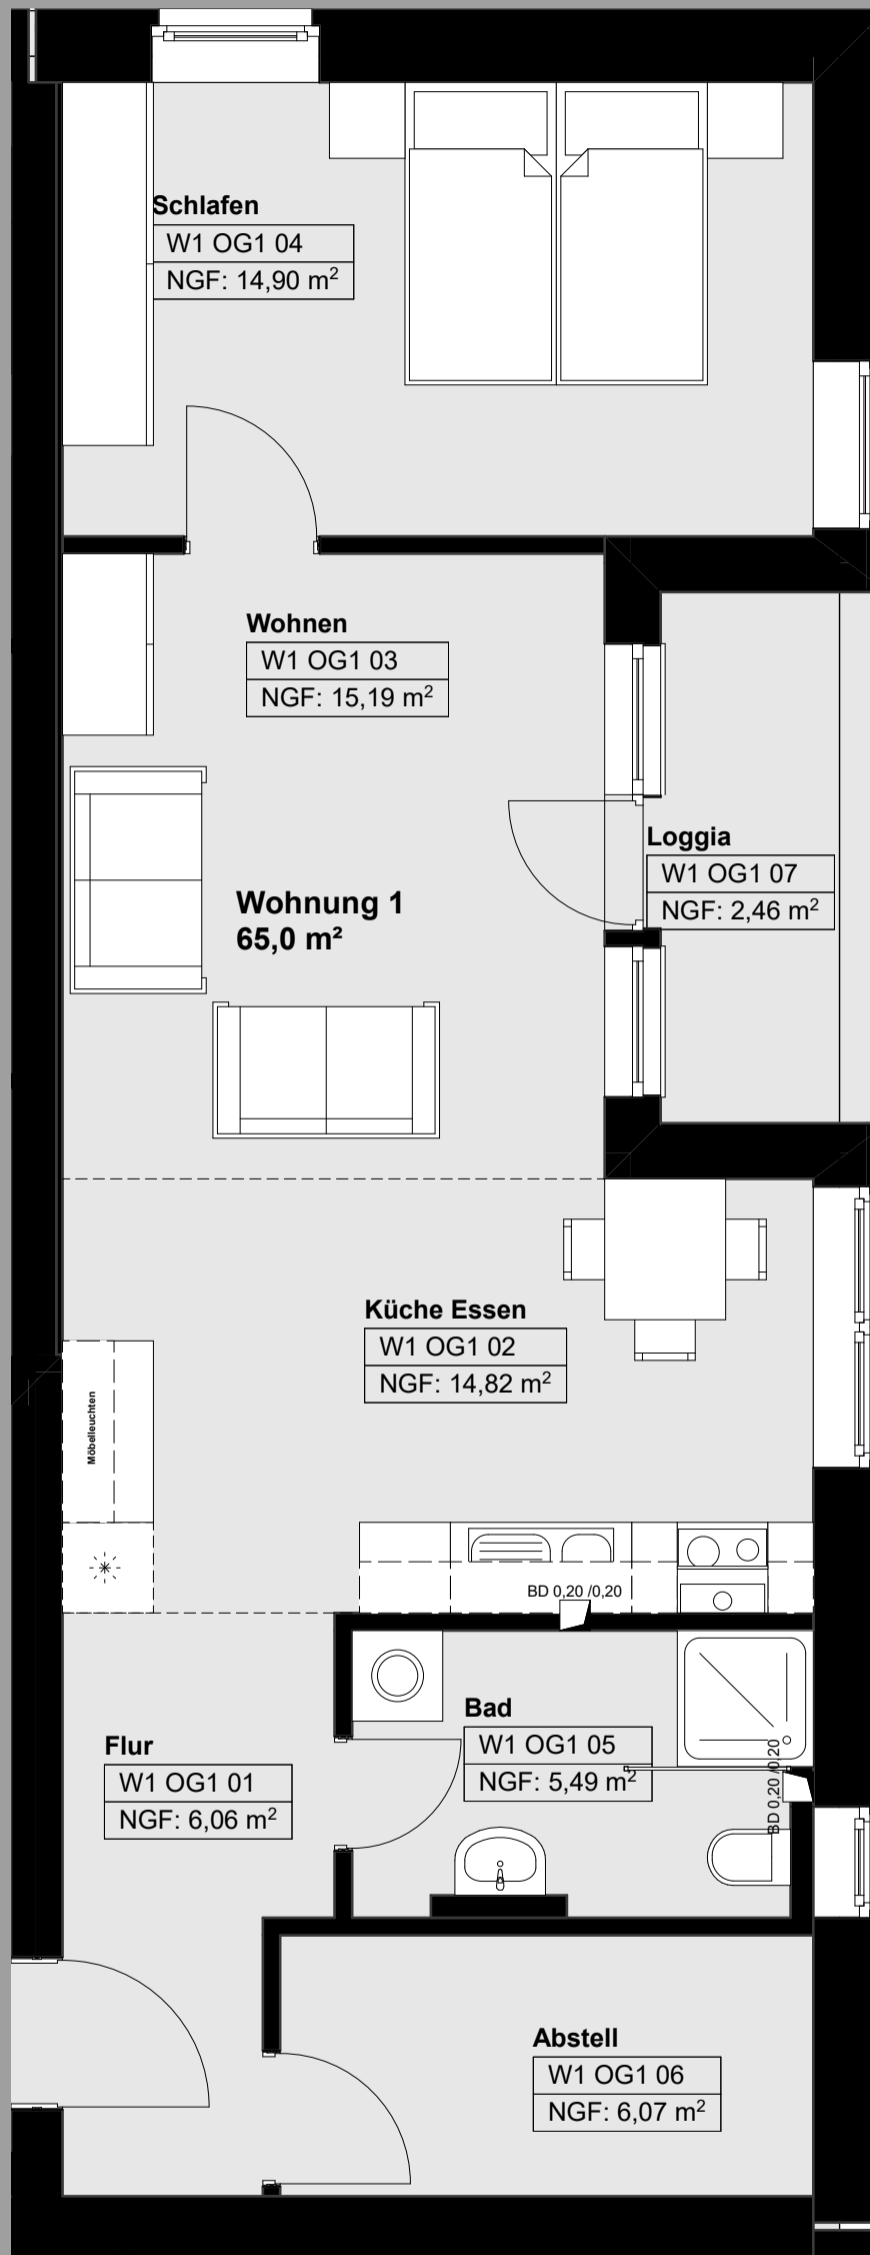 Schlafen
W1 OG1 04
NGF: 14,90 m²
Wohnen
W1 OG1 03
NGF: 15,19 m²
Loggia
W1 OG1 07
NGF: 2,46 m²
Wohnung 1
65,0 m²
Küche Essen
W1 OG1 02
NGF: 14,82 m²
Möbelleuchten
BD 0,20 /0,20
Bad
W1 OG1 05
NGF: 5,49 m²
BD 0,20 /0,20
Flur
W1 OG1 01
NGF: 6,06 m²
Abstell
W1 OG1 06
NGF: 6,07 m²